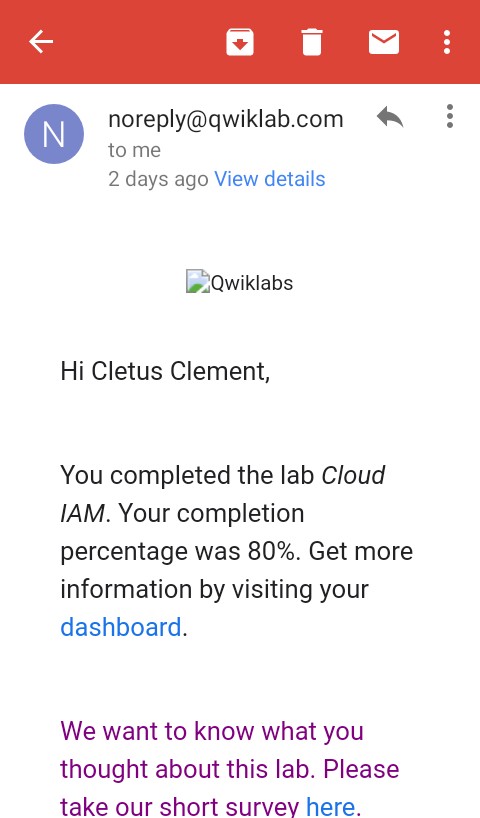 N
noreply@qwiklab.com
to me
2 days ago View details
Qwiklabs
Hi Cletus Clement,
You completed the lab Cloud
IAM. Your completion
percentage was 80%. Get more
information by visiting your
dashboard.
We want to know what you
thought about this lab. Please
take our short survey here.